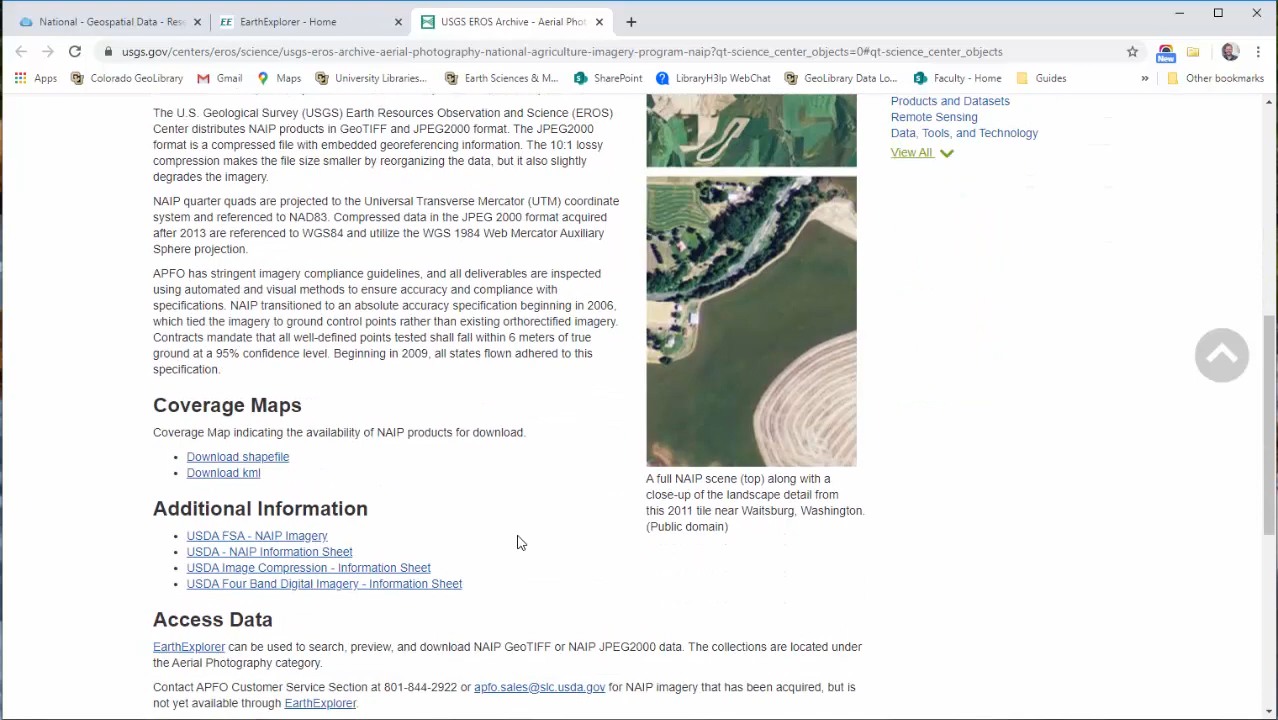 National - Geospatial Data - Res
EarthExplorer - Home
USGS EROS Archive - Aerial Phot
usgs.gov/centers/eros/science/usgs-eros-archive-aerial-photography-national-agriculture-imagery-program-naip?qt-science_center_objects=0#qt-science_center_objects
New
Apps
Colorado GeoLibrary
Gmail
Maps
University Libraries...
Earth Sciences & M...
SharePoint
LibraryH3lp WebChat
GeoLibrary Data Lo...
Faculty - Home
Guides
»
Other bookmarks
The U.S. Geological Survey (USGS) Earth Resources Observation and Science (EROS)
Center distributes NAIP products in GeoTIFF and JPEG2000 format. The JPEG2000
format is a compressed file with embedded georeferencing information. The 10:1 lossy
compression makes the file size smaller by reorganizing the data, but it also slightly
degrades the imagery.
NAIP quarter quads are projected to the Universal Transverse Mercator (UTM) coordinate
system and referenced to NAD83. Compressed data in the JPEG 2000 format acquired
after 2013 are referenced to WGS84 and utilize the WGS 1984 Web Mercator Auxiliary
Sphere projection.
APFO has stringent imagery compliance guidelines, and all deliverables are inspected
using automated and visual methods to ensure accuracy and compliance with
specifications. NAIP transitioned to an absolute accuracy specification beginning in 2006,
which tied the imagery to ground control points rather than existing orthorectified imagery.
Contracts mandate that all well-defined points tested shall fall within 6 meters of true
ground at a 95% confidence level. Beginning in 2009, all states flown adhered to this
specification.
Coverage Maps
Coverage Map indicating the availability of NAIP products for download.
• Download shapefile
• Download kml
Additional Information
• USDA FSA - NAIP Imagery
• USDA - NAIP Information Sheet
• USDA Image Compression - Information Sheet
• USDA Four Band Digital Imagery - Information Sheet
Access Data
EarthExplorer can be used to search, preview, and download NAIP GeoTIFF or NAIP JPEG2000 data. The collections are located under
the Aerial Photography category.
Contact APFO Customer Service Section at 801-844-2922 or apfo.sales@slc.usda.gov for NAIP imagery that has been acquired, but is
not yet available through EarthExplorer.
A full NAIP scene (top) along with a
close-up of the landscape detail from
this 2011 tile near Waitsburg, Washington.
(Public domain)
Products and Datasets
Remote Sensing
Data, Tools, and Technology
View All